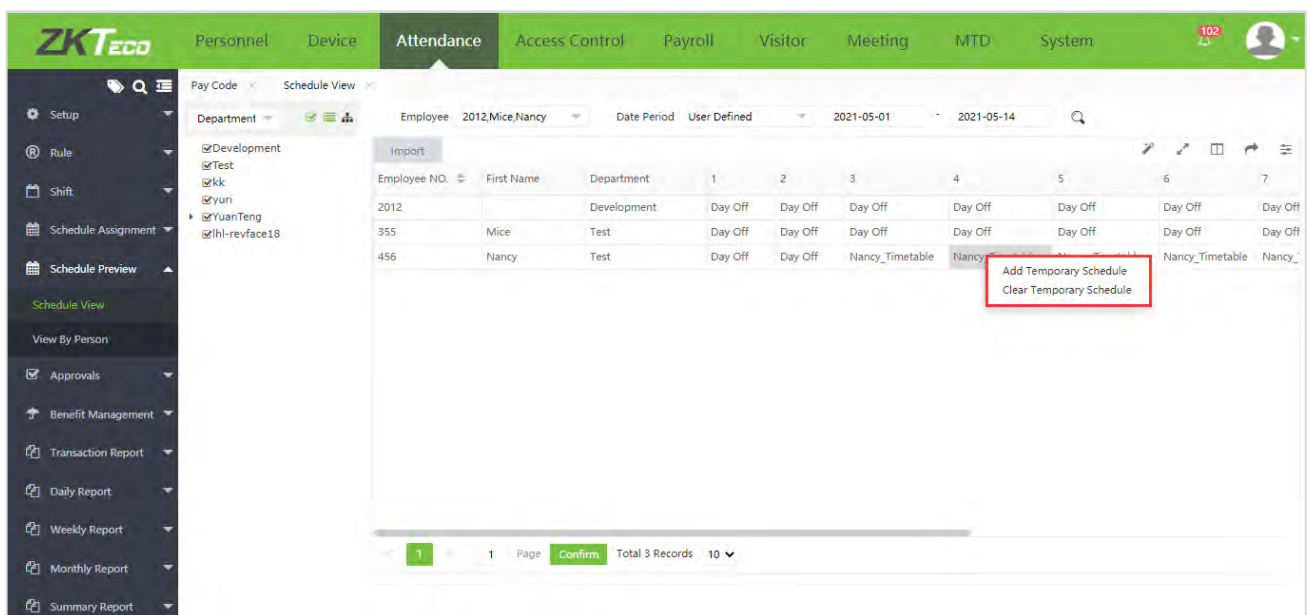 ZKTeco Personnel Device Attendance Access Control Payroll Visitor Meeting MTD System 102
Pay Code × Schedule View ×
Setup
Rule
Shift
Schedule Assignment
Schedule Preview
Schedule View
View By Person
Approvals
Benefit Management
Transaction Report
Daily Report
Weekly Report
Monthly Report
Summary Report
Department
Development
Test
kk
yuri
YuanTeng
lhl-revface18
Employee 2012,Mice,Nancy Date Period User Defined 2021-05-01 - 2021-05-14
Import
Employee NO. First Name Department 1 2 3 4 5 6 7
2012 Development Day Off Day Off Day Off Day Off Day Off Day Off Day Off
355 Mice Test Day Off Day Off Day Off Day Off Day Off Day Off Day Off
456 Nancy Test Day Off Day Off Nancy_Timetable Nancy Nancy_Timetable Nancy_
Add Temporary Schedule
Clear Temporary Schedule
1 1 Page Confirm Total 3 Records 10